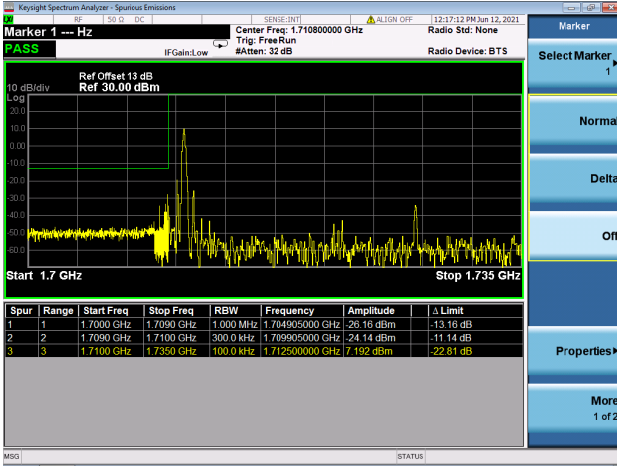 Keysight Spectrum Analyzer - Spurious Emissions
RF 50 Ω DC SENSE:INT ALIGN OFF 12:17:12 PM Jun 12, 2021
Marker 1 --- Hz
Center Freq: 1.710800000 GHz
Radio Std: None
Trig: Free Run
PASS
IFGain:Low
#Atten: 32 dB
Radio Device: BTS
Ref Offset 13 dB
10 dB/div Ref 30.00 dBm
Log
20.0
10.0
0.00
-10.0
-20.0
-30.0
-40.0
-50.0
-60.0
Start 1.7 GHz Stop 1.735 GHz
Spur Range Start Freq Stop Freq RBW Frequency Amplitude Δ Limit
1 1 1.7000 GHz 1.7090 GHz 1.000 MHz 1.704905000 GHz -26.16 dBm -13.16 dB
2 2 1.7090 GHz 1.7100 GHz 300.0 kHz 1.709905000 GHz -24.14 dBm -11.14 dB
3 3 1.7100 GHz 1.7350 GHz 100.0 kHz 1.712500000 GHz 7.192 dBm -22.81 dB
MSG STATUS
Marker
Select Marker
1
Normal
Delta
Off
Properties
More
1 of 2